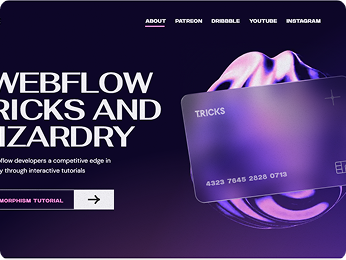 ABOUT PATREON DRIBBBLE YOUTUBE INSTAGRAM
WEBFLOW
RICKS AND
IZARDRY
flow developers a competitive edge in
y through interactive tutorials
MORPHISM TUTORIAL
T.RICKS
4323 7645 2828 0713